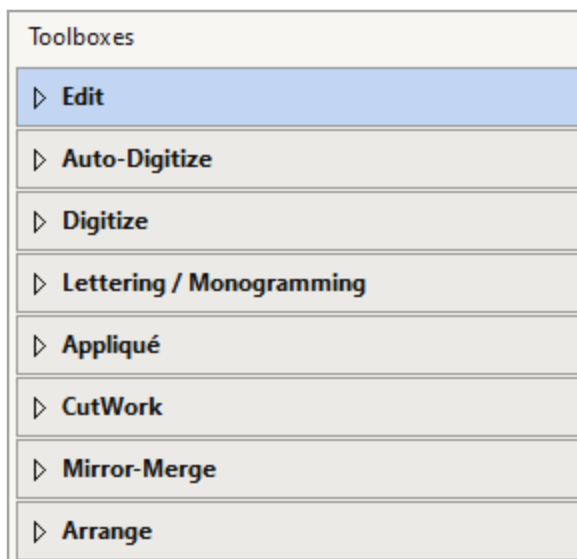 Toolboxes
Edit
Auto-Digitize
Digitize
Lettering / Monogramming
Appliqué
CutWork
Mirror-Merge
Arrange